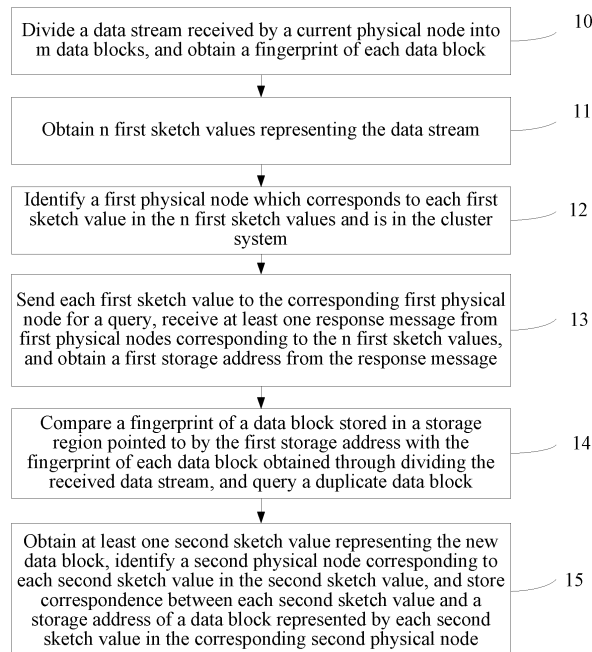 Divide a data stream received by a current physical node into
m data blocks, and obtain a fingerprint of each data block
10
Obtain n first sketch values representing the data stream
11
Identify a first physical node which corresponds to each first
sketch value in the n first sketch values and is in the cluster
system
12
Send each first sketch value to the corresponding first physical
node for a query, receive at least one response message from
first physical nodes corresponding to the n first sketch values,
and obtain a first storage address from the response message
13
Compare a fingerprint of a data block stored in a storage
region pointed to by the first storage address with the
fingerprint of each data block obtained through dividing the
received data stream, and query a duplicate data block
14
Obtain at least one second sketch value representing the new
data block, identify a second physical node corresponding to
each second sketch value in the second sketch value, and store
correspondence between each second sketch value and a
storage address of a data block represented by each second
sketch value in the corresponding second physical node
15